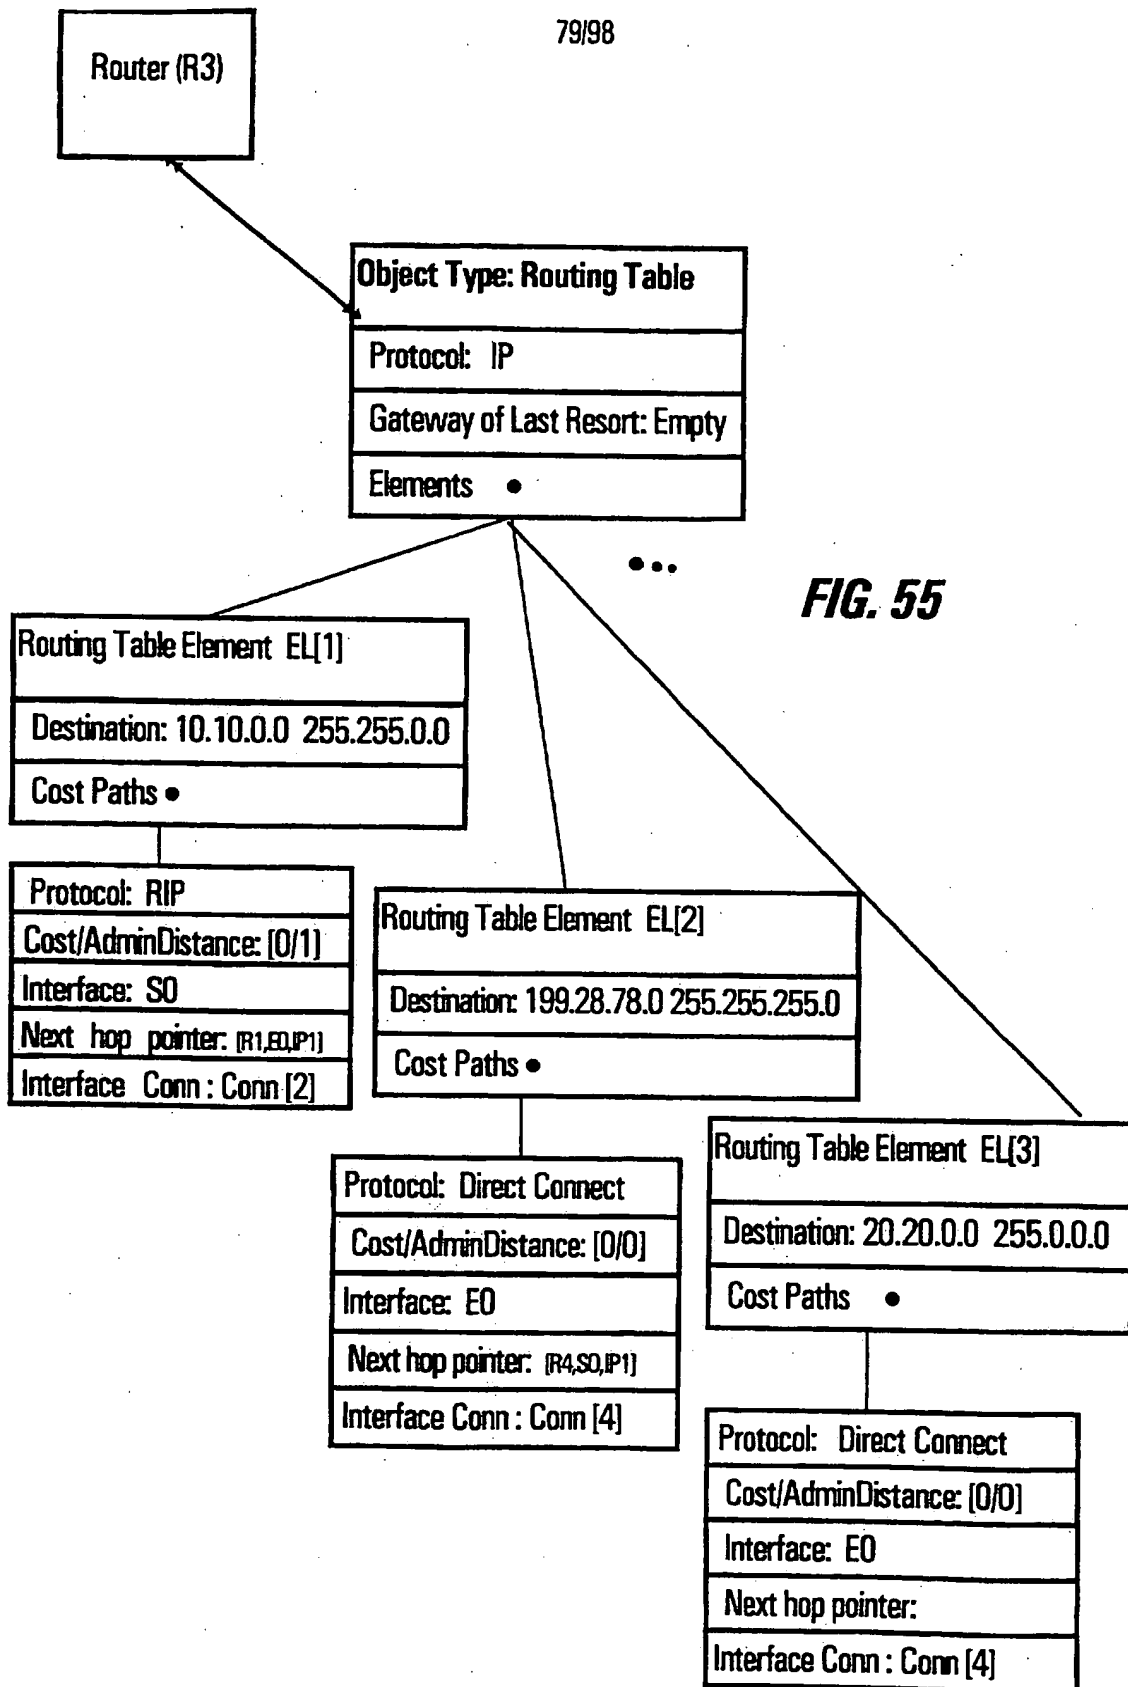 79/98
Router (R3)
Object Type: Routing Table
Protocol: IP
Gateway of Last Resort: Empty
Elements
FIG. 55
Routing Table Element EL[1]
Destination: 10.10.0.0 255.255.0.0
Cost Paths
Protocol: RIP
Cost/AdminDistance: [0/1]
Interface: S0
Next hop pointer: [R1,E0,IP1]
Interface Conn : Conn [2]
Routing Table Element EL[2]
Destination: 199.28.78.0 255.255.255.0
Cost Paths
Protocol: Direct Connect
Cost/AdminDistance: [0/0]
Interface: E0
Next hop pointer: [R4,S0,IP1]
Interface Conn : Conn [4]
Routing Table Element EL[3]
Destination: 20.20.0.0 255.0.0.0
Cost Paths
Protocol: Direct Connect
Cost/AdminDistance: [0/0]
Interface: E0
Next hop pointer:
Interface Conn : Conn [4]